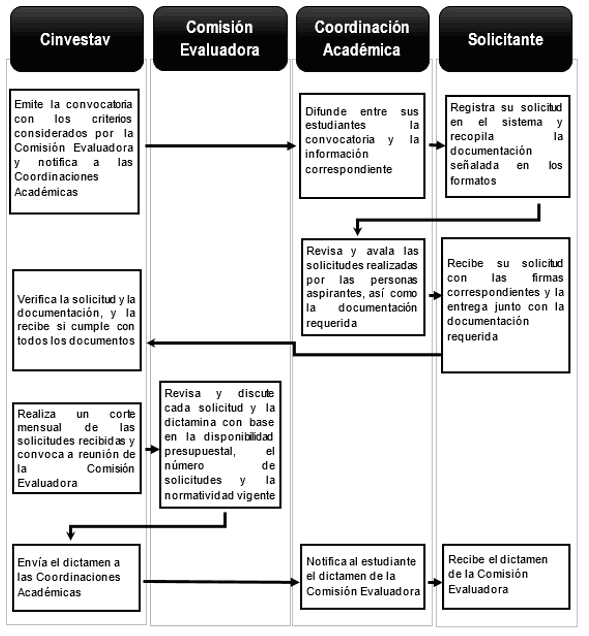 Cinvestav
Comisión
Evaluadora
Coordinación
Académica
Solicitante
Emite la convocatoria
con los criterios
considerados por la
Comisión Evaluadora
y notifica a las
Coordinaciones
Académicas
Difunde entre sus
estudiantes la
convocatoria y la
información
correspondiente
Registra su solicitud
en el sistema y
recopila la
documentación
señalada en los
formatos
Revisa y avala las
solicitudes realizadas
por las personas
aspirantes, así como
la documentación
requerida
Recibe su solicitud
con las firmas
correspondientes y la
entrega junto con la
documentación
requerida
Verifica la solicitud y la
documentación, y la
recibe si cumple con
todos los documentos
Realiza un corte
mensual de las
solicitudes recibidas y
convoca a reunión de
la Comisión
Evaluadora
Revisa y discute
cada solicitud y la
dictamina con base
en la disponibilidad
presupuestal, el
número de
solicitudes y la
normatividad vigente
Envía el dictamen a
las Coordinaciones
Académicas
Notifica al estudiante
el dictamen de la
Comisión Evaluadora
Recibe el dictamen
de la Comisión
Evaluadora